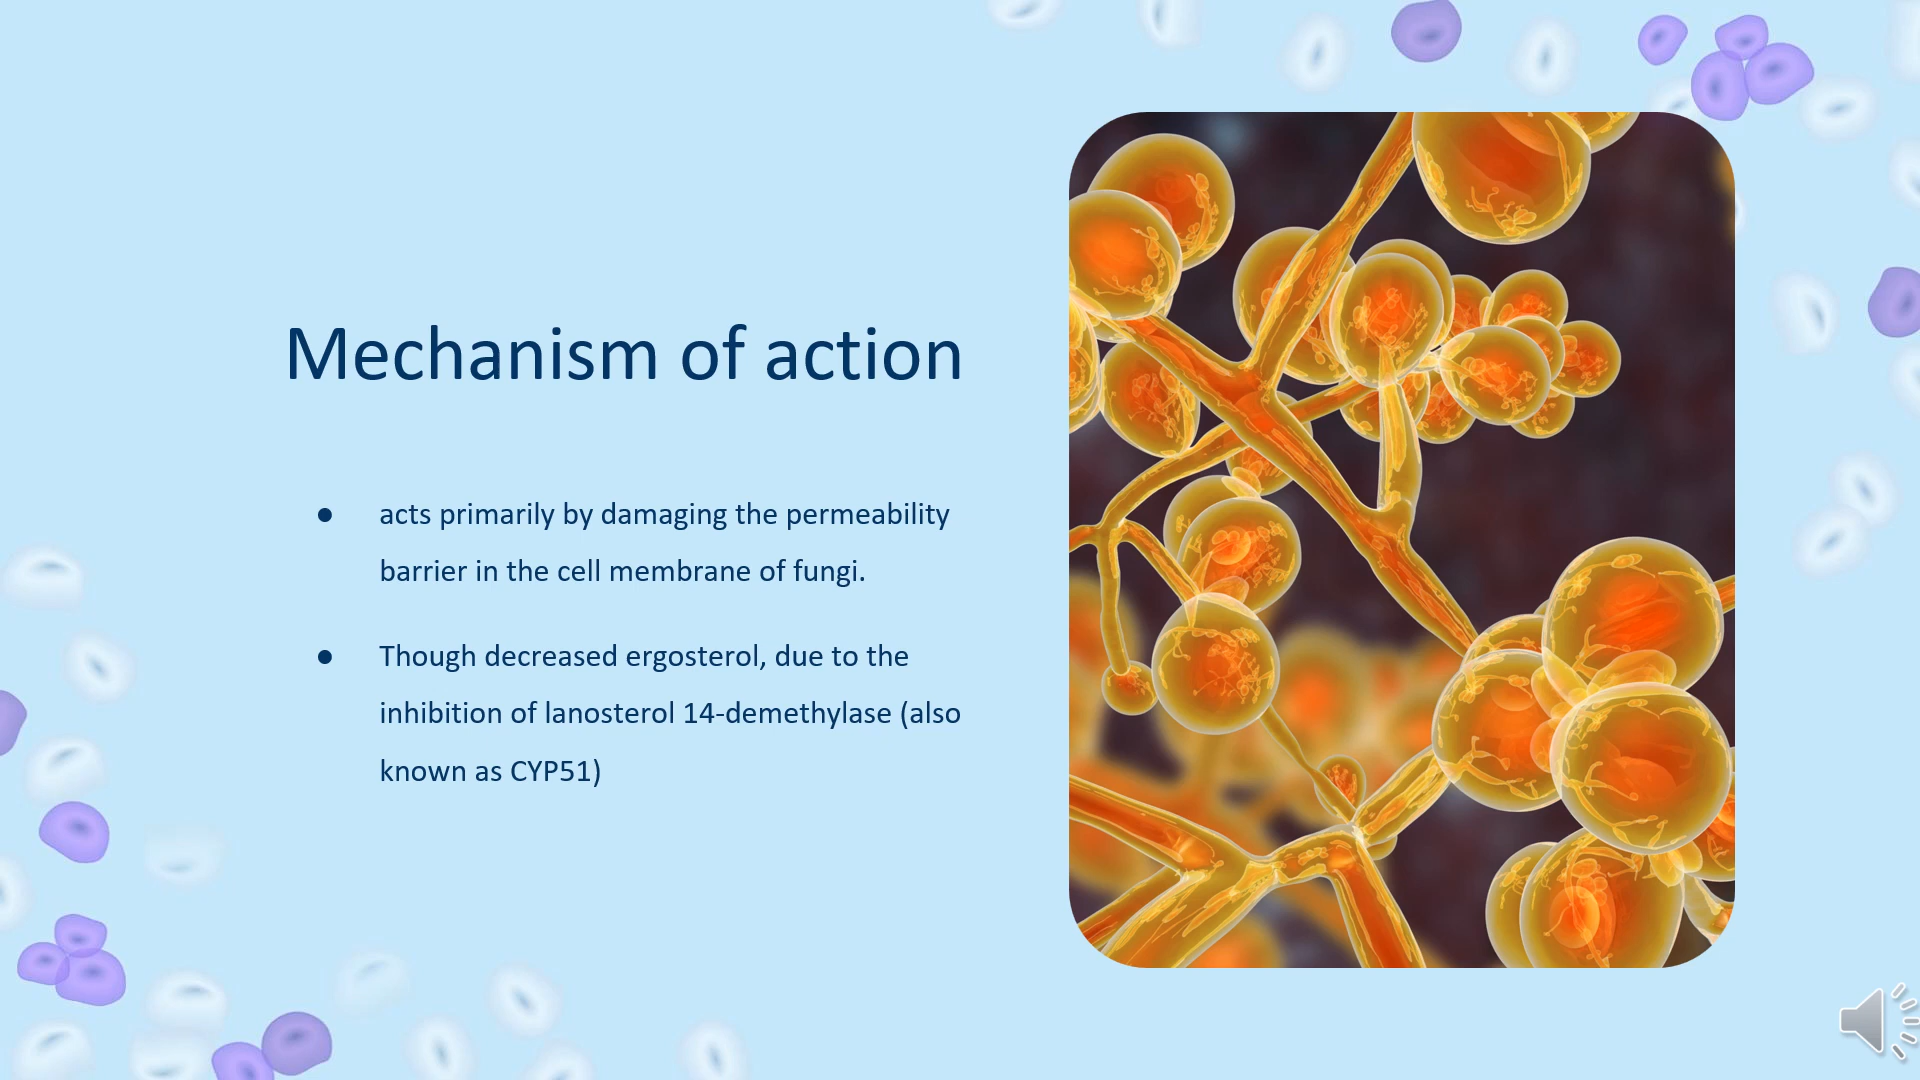 Mechanism of action
● acts primarily by damaging the permeability
barrier in the cell membrane of fungi.
● Though decreased ergosterol, due to the
inhibition of lanosterol 14-demethylase (also
known as CYP51)